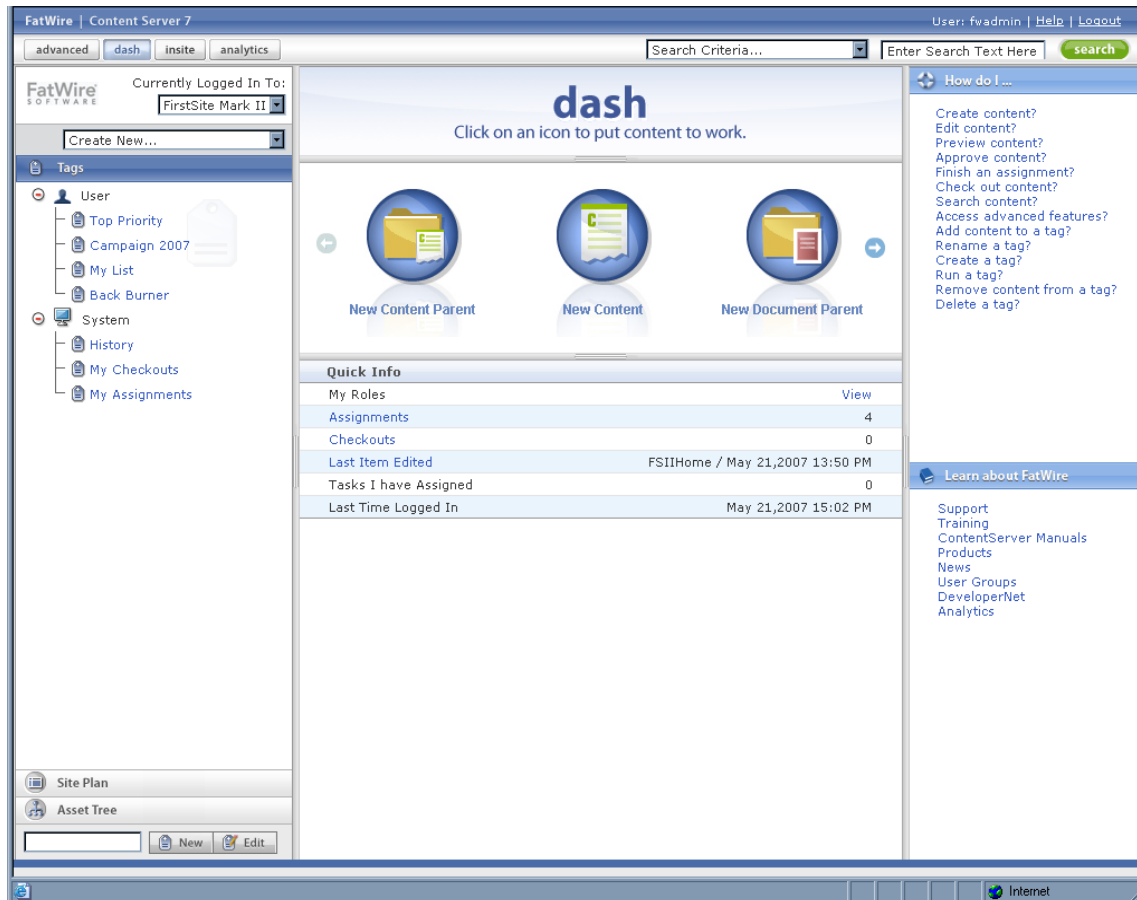 FatWire | Content Server 7
User: fwadmin | Help | Logout
advanced dash insite analytics
Search Criteria... Enter Search Text Here search
FatWire
SOFTWARE
Currently Logged In To:
FirstSite Mark II
Create New...
Tags
User
Top Priority
Campaign 2007
My List
Back Burner
System
History
My Checkouts
My Assignments
Site Plan
Asset Tree
New Edit
dash
Click on an icon to put content to work.
New Content Parent New Content New Document Parent
Quick Info
My Roles View
Assignments 4
Checkouts 0
Last Item Edited FSIIHome / May 21,2007 13:50 PM
Tasks I have Assigned 0
Last Time Logged In May 21,2007 15:02 PM
How do I ...
Create content?
Edit content?
Preview content?
Approve content?
Finish an assignment?
Check out content?
Search content?
Access advanced features?
Add content to a tag?
Rename a tag?
Create a tag?
Run a tag?
Remove content from a tag?
Delete a tag?
Learn about FatWire
Support
Training
ContentServer Manuals
Products
News
User Groups
DeveloperNet
Analytics
Internet